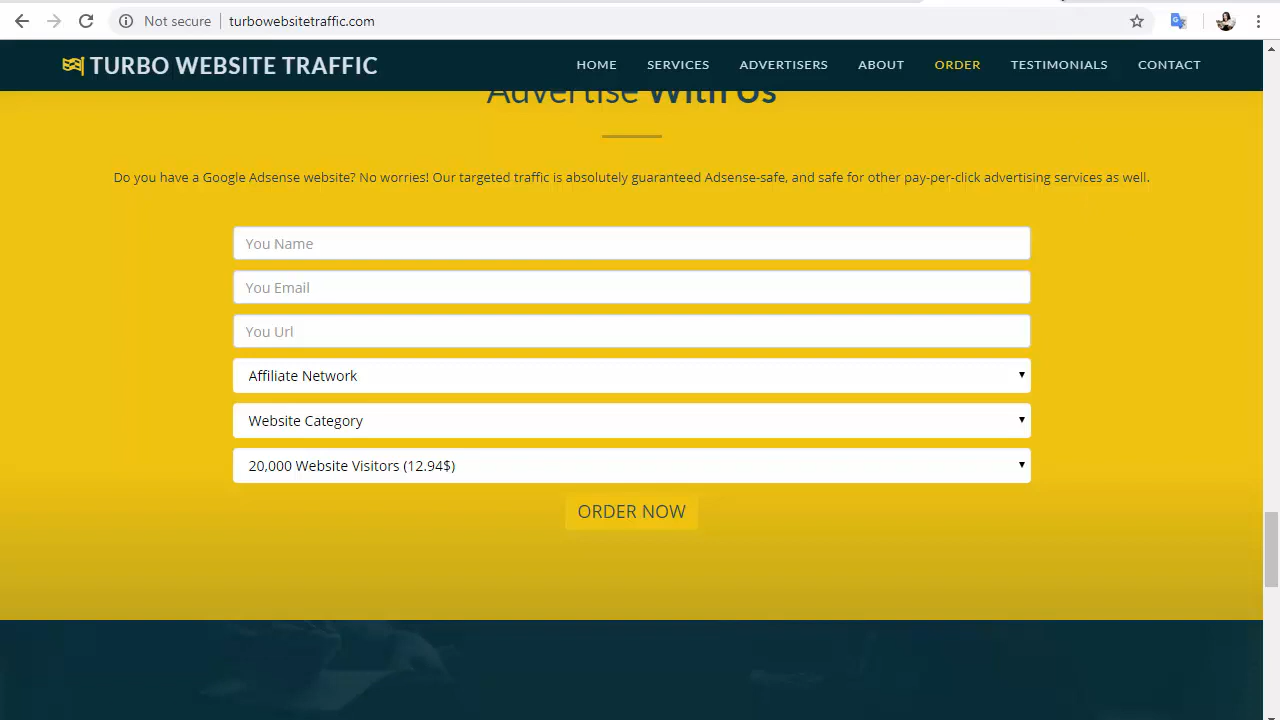 Not secure
turbowebsitetraffic.com
TURBO WEBSITE TRAFFIC
HOME
SERVICES
ADVERTISERS
ABOUT
ORDER
TESTIMONIALS
CONTACT
Advertise With Us
Do you have a Google Adsense website? No worries! Our targeted traffic is absolutely guaranteed Adsense-safe, and safe for other pay-per-click advertising services as well.
You Name
You Email
You Url
Affiliate Network
Website Category
20,000 Website Visitors (12.94$)
ORDER NOW